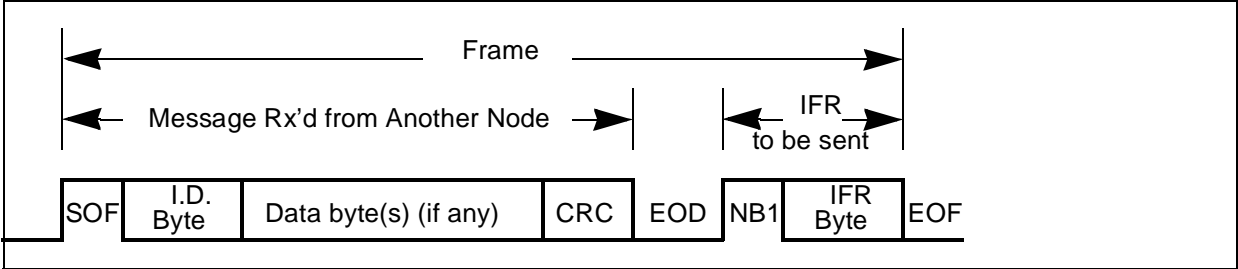 Frame
Message Rx'd from Another Node
IFR
to be sent
SOF
I.D.
Byte
Data byte(s) (if any)
CRC
EOD
NB1
IFR
Byte
EOF